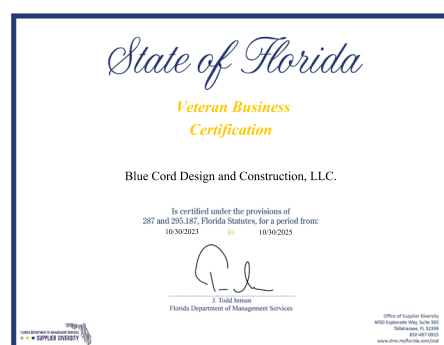 State of Florida
Veteran Business
Certification
Blue Cord Design and Construction, LLC.
Is certified under the provisions of
287 and 295.187, Florida Statutes, for a period from:
10/30/2023 to 10/30/2025
J. Todd Inman
Florida Department of Management Services
FLORIDA DEPARTMENT OF MANAGEMENT SERVICES
SUPPLIER DIVERSITY
Office of Supplier Diversity
4050 Esplanade Way, Suite 380
Tallahassee, FL 32399
850-487-0915
www.dms.myflorida.com/osd